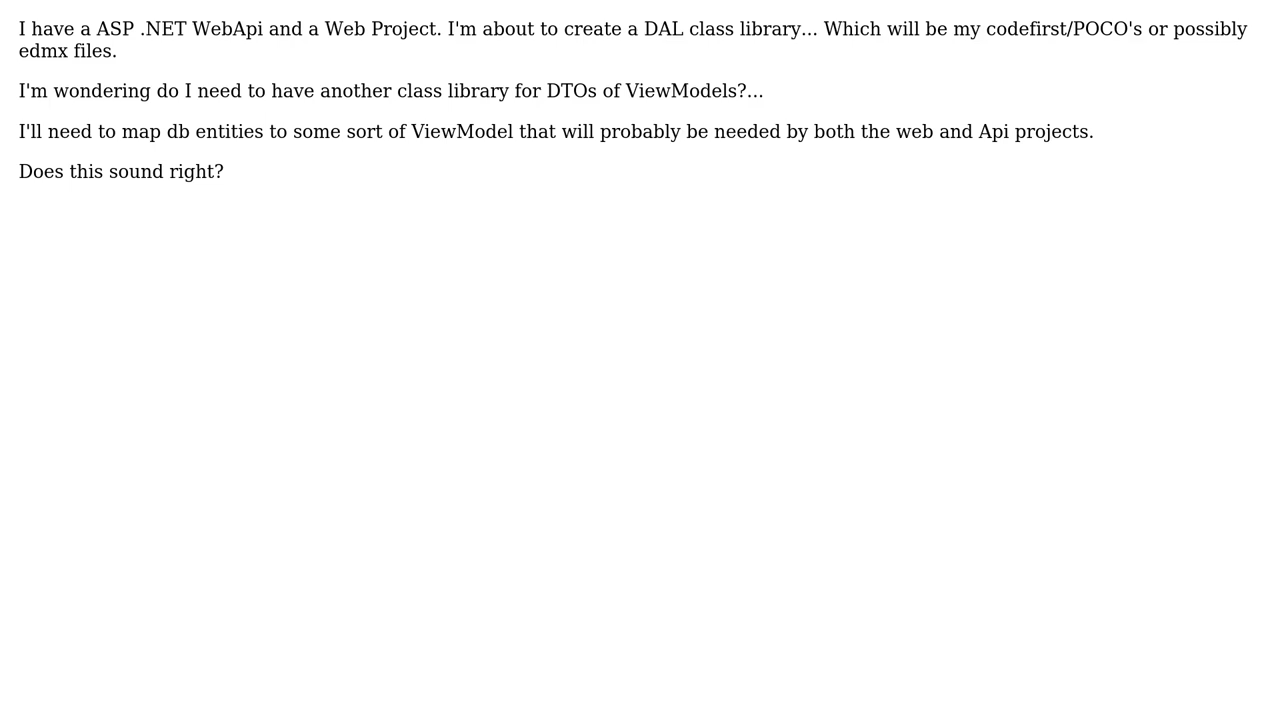 I have a ASP .NET WebApi and a Web Project. I'm about to create a DAL class library... Which will be my codefirst/POCO's or possibly
edmx files.
I'm wondering do I need to have another class library for DTOs of ViewModels?...
I'll need to map db entities to some sort of ViewModel that will probably be needed by both the web and Api projects.
Does this sound right?